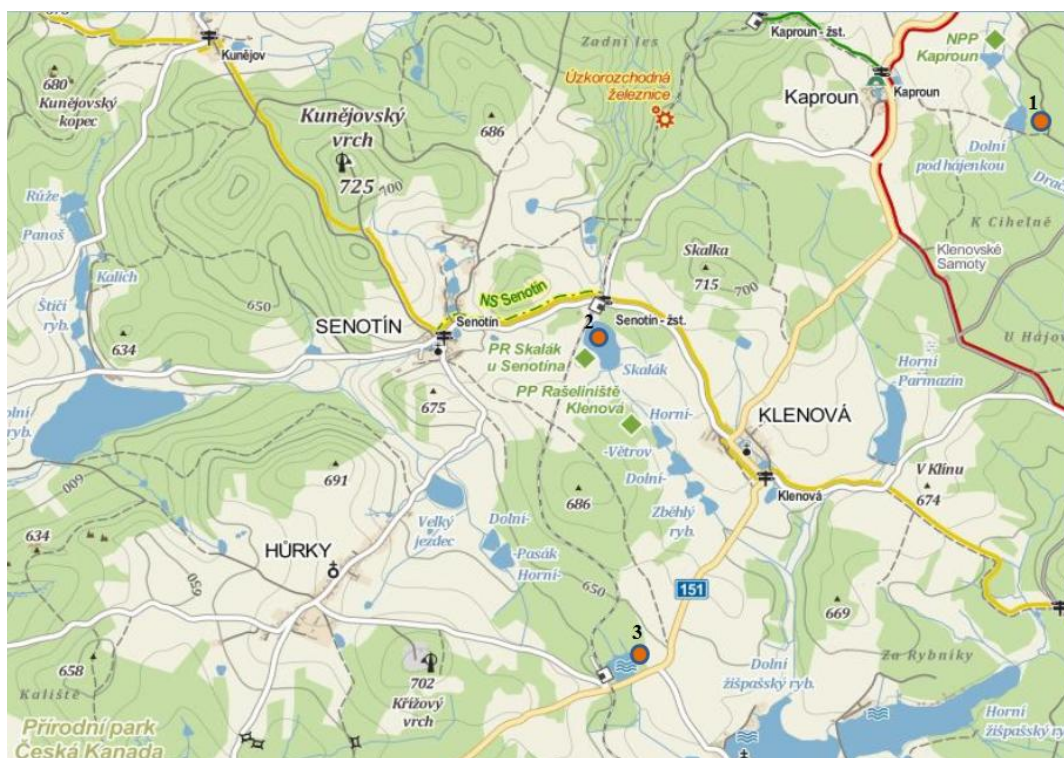 Kunějov
680
Kunějovský
kopec
Kunějovský
vrch
725
700
686
Zadní les
Úzkorozchodná
železnice
Kaproun - žst.
Kaproun
Kaproun
NPP
Kaproun
1
Dolní
pod hájenkou
K Cihelně
Klenovské
Samoty
U Hájov
Růže
Panoš
Kalich
Štičí
ryb.
634
650
Skalka
715
700
NS Senotín
SENOTÍN
Senotín
Senotín - žst.
2
PR Skalák
u Senotína
Skalák
PP Rašeliniště
Klenová
Horní
Parmazín
Horní-
-Větrov
Dolní-
KLENOVÁ
Klenová
Zběhlý
ryb.
V Klínu
674
ryb.
675
600
691
686
634
HŮRKY
Velký
jezdec
Dolní-
-Pasák
Horní-
650
650
151
669
3
658
Kaliště
702
Křížový
vrch
Přírodní park
Česká Kanada
Dolní
žišpašský ryb.
Za Rybníky
Horní
žišpašský ry